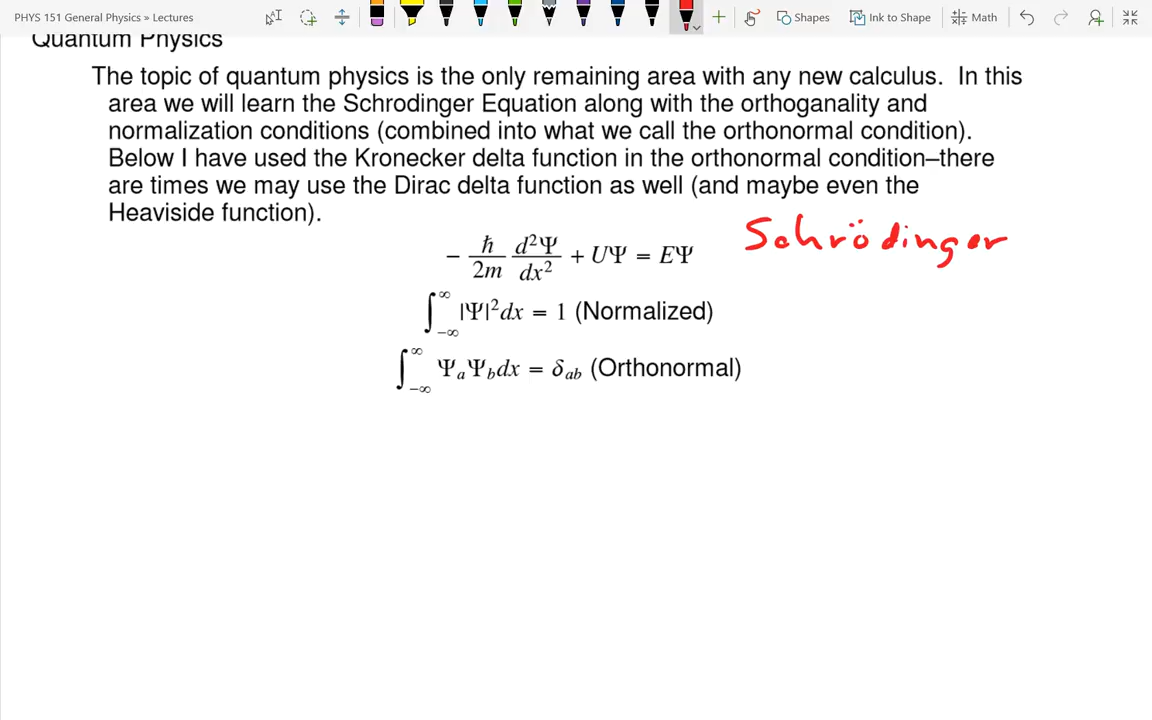 PHYS 151 General Physics » Lectures
Shapes Ink to Shape Math
Quantum Physics
The topic of quantum physics is the only remaining area with any new calculus. In this
area we will learn the Schrodinger Equation along with the orthoganality and
normalization conditions (combined into what we call the orthonormal condition).
Below I have used the Kronecker delta function in the orthonormal condition–there
are times we may use the Dirac delta function as well (and maybe even the
Heaviside function).
Schrödinger
− ℏ/2m d²Ψ/dx² + UΨ = EΨ
∫_{−∞}^{∞} |Ψ|²dx = 1 (Normalized)
∫_{−∞}^{∞} Ψ_aΨ_b dx = δ_ab (Orthonormal)